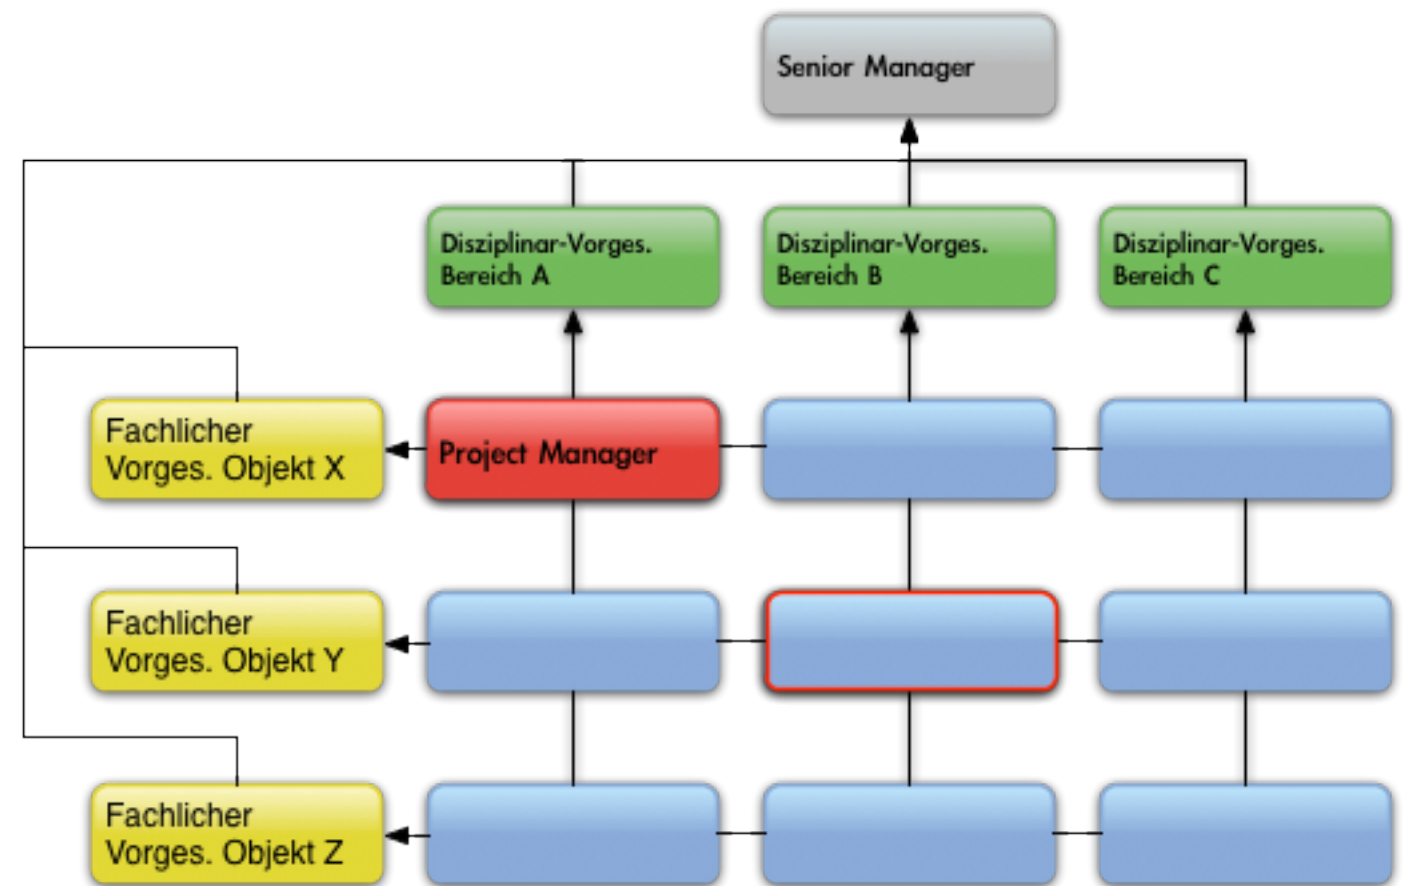 Senior Manager
Disziplinar-Vorges.
Bereich A
Disziplinar-Vorges.
Bereich B
Disziplinar-Vorges.
Bereich C
Fachlicher
Vorges. Objekt X
Project Manager
Fachlicher
Vorges. Objekt Y
Fachlicher
Vorges. Objekt Z